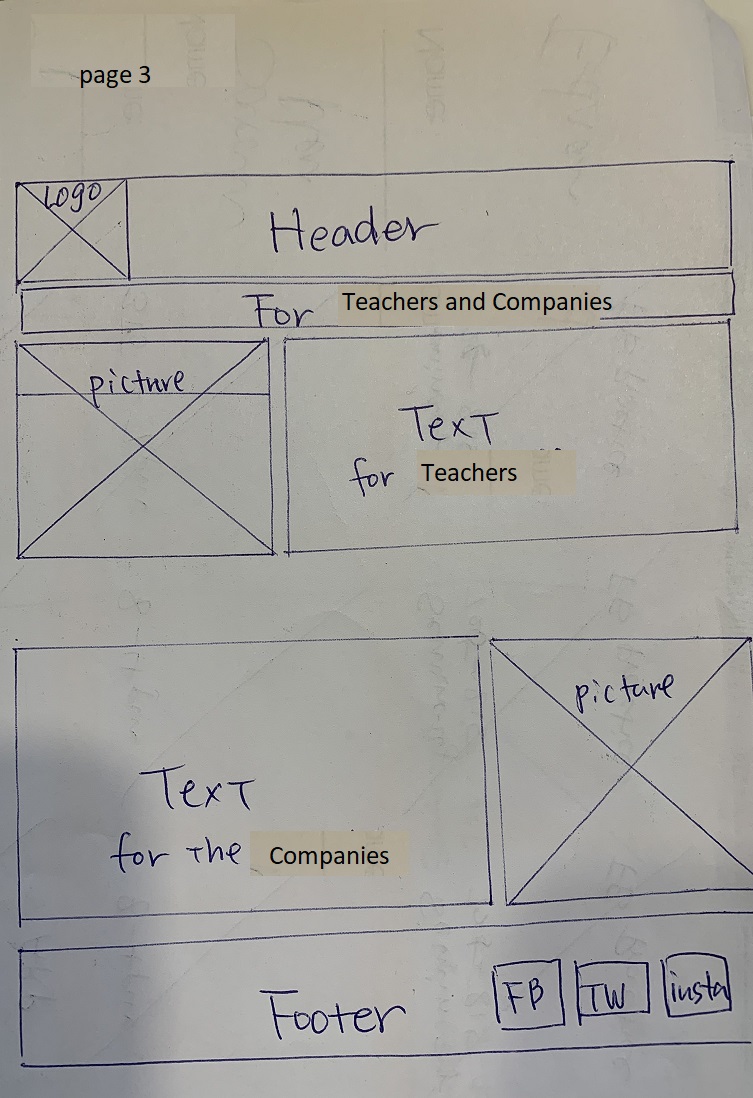 page 3
Logo
Header
For Teachers and Companies
picture
Text
for Teachers
Text
for the Companies
picture
Footer
FB
TW
insta